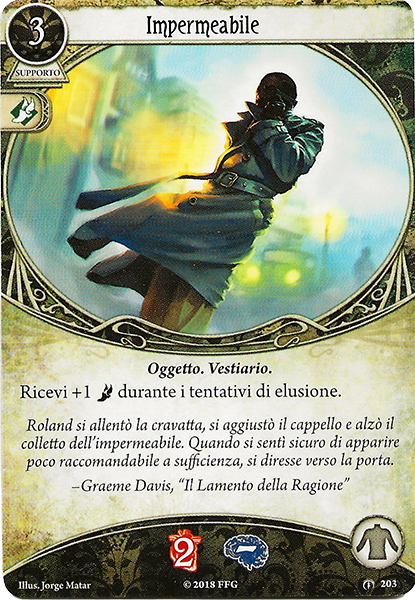 Impermeabile
3
SUPPORTO
Oggetto. Vestiario.
Ricevi +1 durante i tentativi di elusione.
Roland si allentò la cravatta, si aggiustò il cappello e alzò il
colletto dell'impermeabile. Quando si sentì sicuro di apparire
poco raccomandabile a sufficienza, si diresse verso la porta.
–Graeme Davis, "Il Lamento della Ragione"
2
–
Illus. Jorge Matar
© 2018 FFG
203